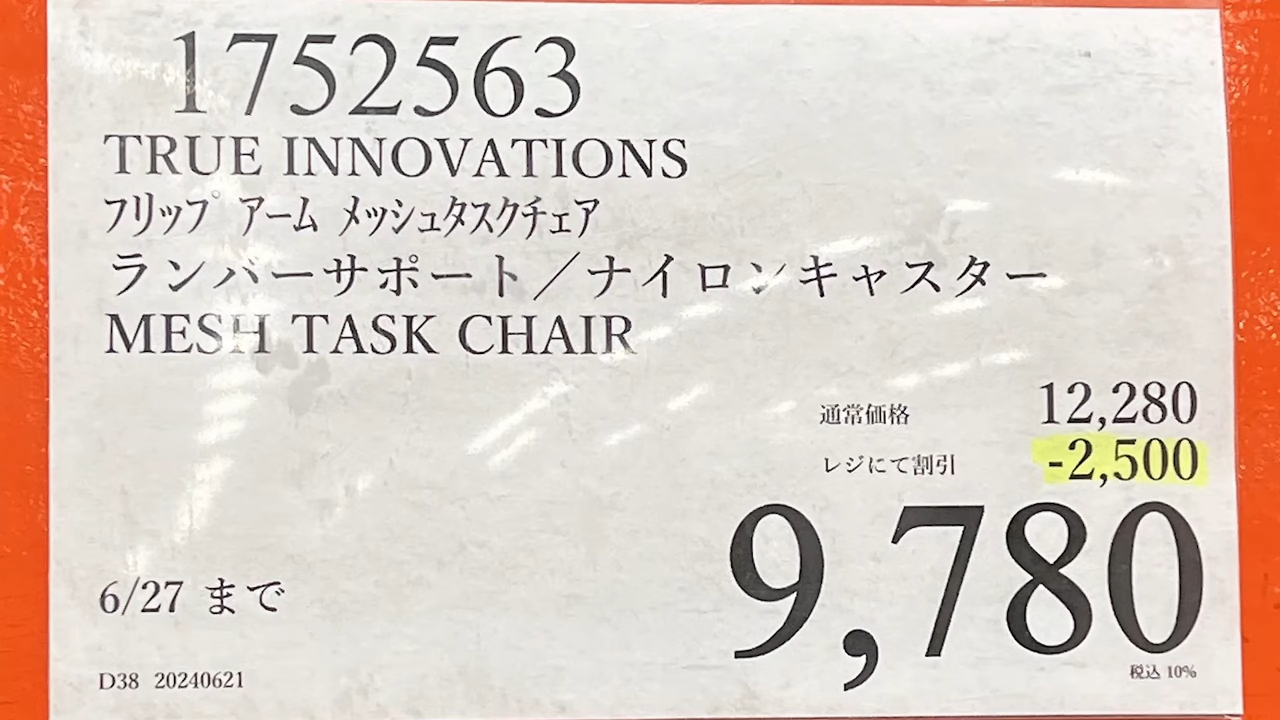 1752563
TRUE INNOVATIONS
フリップ アーム メッシュタスクチェア
ランバーサポート／ナイロンキャスター
MESH TASK CHAIR
通常価格 12,280
レジにて割引 -2,500
9,780
6/27 まで
税込 10%
D38 20240621